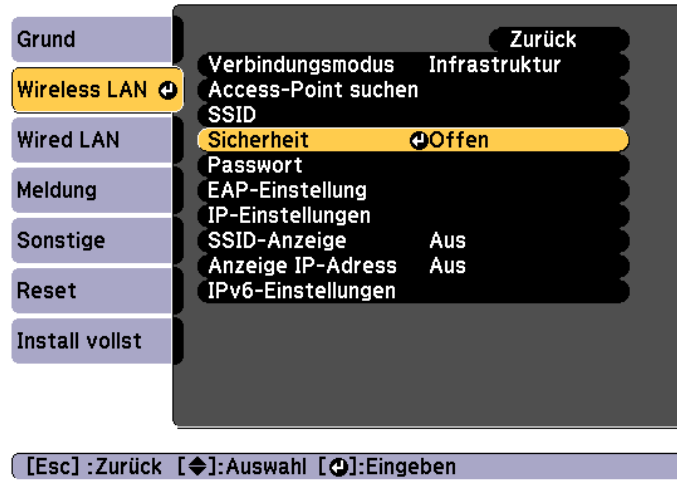 Grund
Wireless LAN
Wired LAN
Meldung
Sonstige
Reset
Install vollst
Zurück
Verbindungsmodus Infrastruktur
Access-Point suchen
SSID
Sicherheit Offen
Passwort
EAP-Einstellung
IP-Einstellungen
SSID-Anzeige Aus
Anzeige IP-Adress Aus
IPv6-Einstellungen
[Esc] :Zurück [◆]:Auswahl [⏎]:Eingeben